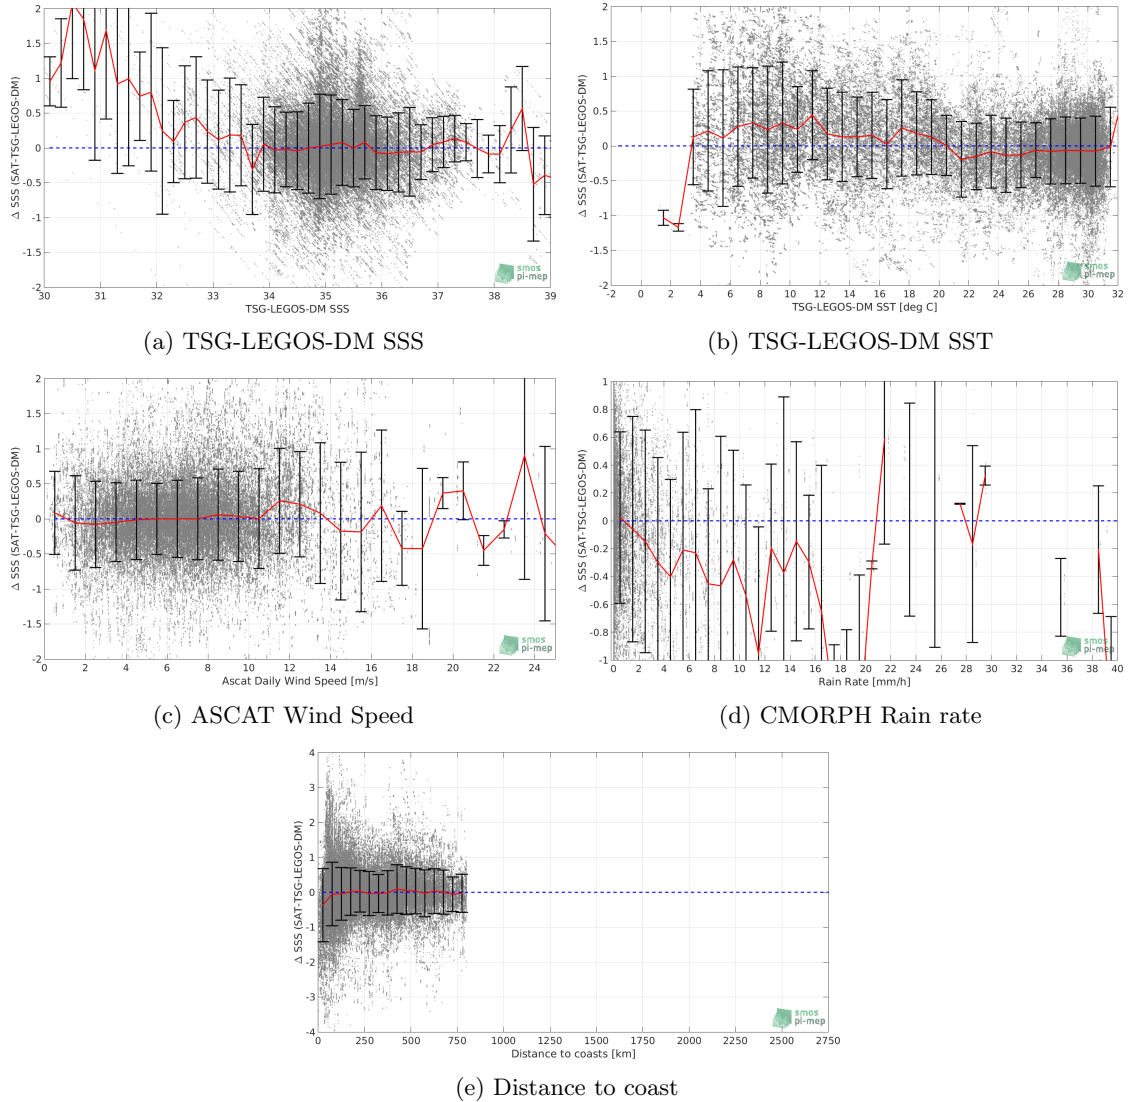 2
1.5
1
0.5
0
-0.5
-1
-1.5
-2
Δ SSS (SAT-TSG-LEGOS-DM)
30 31 32 33 34 35 36 37 38 39
TSG-LEGOS-DM SSS
smos
pi-mep
(a) TSG-LEGOS-DM SSS
2
1.5
1
0.5
0
-0.5
-1
-1.5
-2
Δ SSS (SAT-TSG-LEGOS-DM)
-2 0 2 4 6 8 10 12 14 16 18 20 22 24 26 28 30 32
TSG-LEGOS-DM SST [deg C]
smos
pi-mep
(b) TSG-LEGOS-DM SST
2
1.5
1
0.5
0
-0.5
-1
-1.5
-2
Δ SSS (SAT-TSG-LEGOS-DM)
0 2 4 6 8 10 12 14 16 18 20 22 24
Ascat Daily Wind Speed [m/s]
smos
pi-mep
(c) ASCAT Wind Speed
1
0.8
0.6
0.4
0.2
0
-0.2
-0.4
-0.6
-0.8
-1
Δ SSS (SAT-TSG-LEGOS-DM)
0 2 4 6 8 10 12 14 16 18 20 22 24 26 28 30 32 34 36 38 40
Rain Rate [mm/h]
smos
pi-mep
(d) CMORPH Rain rate
4
3
2
1
0
-1
-2
-3
-4
Δ SSS (SAT-TSG-LEGOS-DM)
0 250 500 750 1000 1250 1500 1750 2000 2250 2500 2750
Distance to coasts [km]
smos
pi-mep
(e) Distance to coast